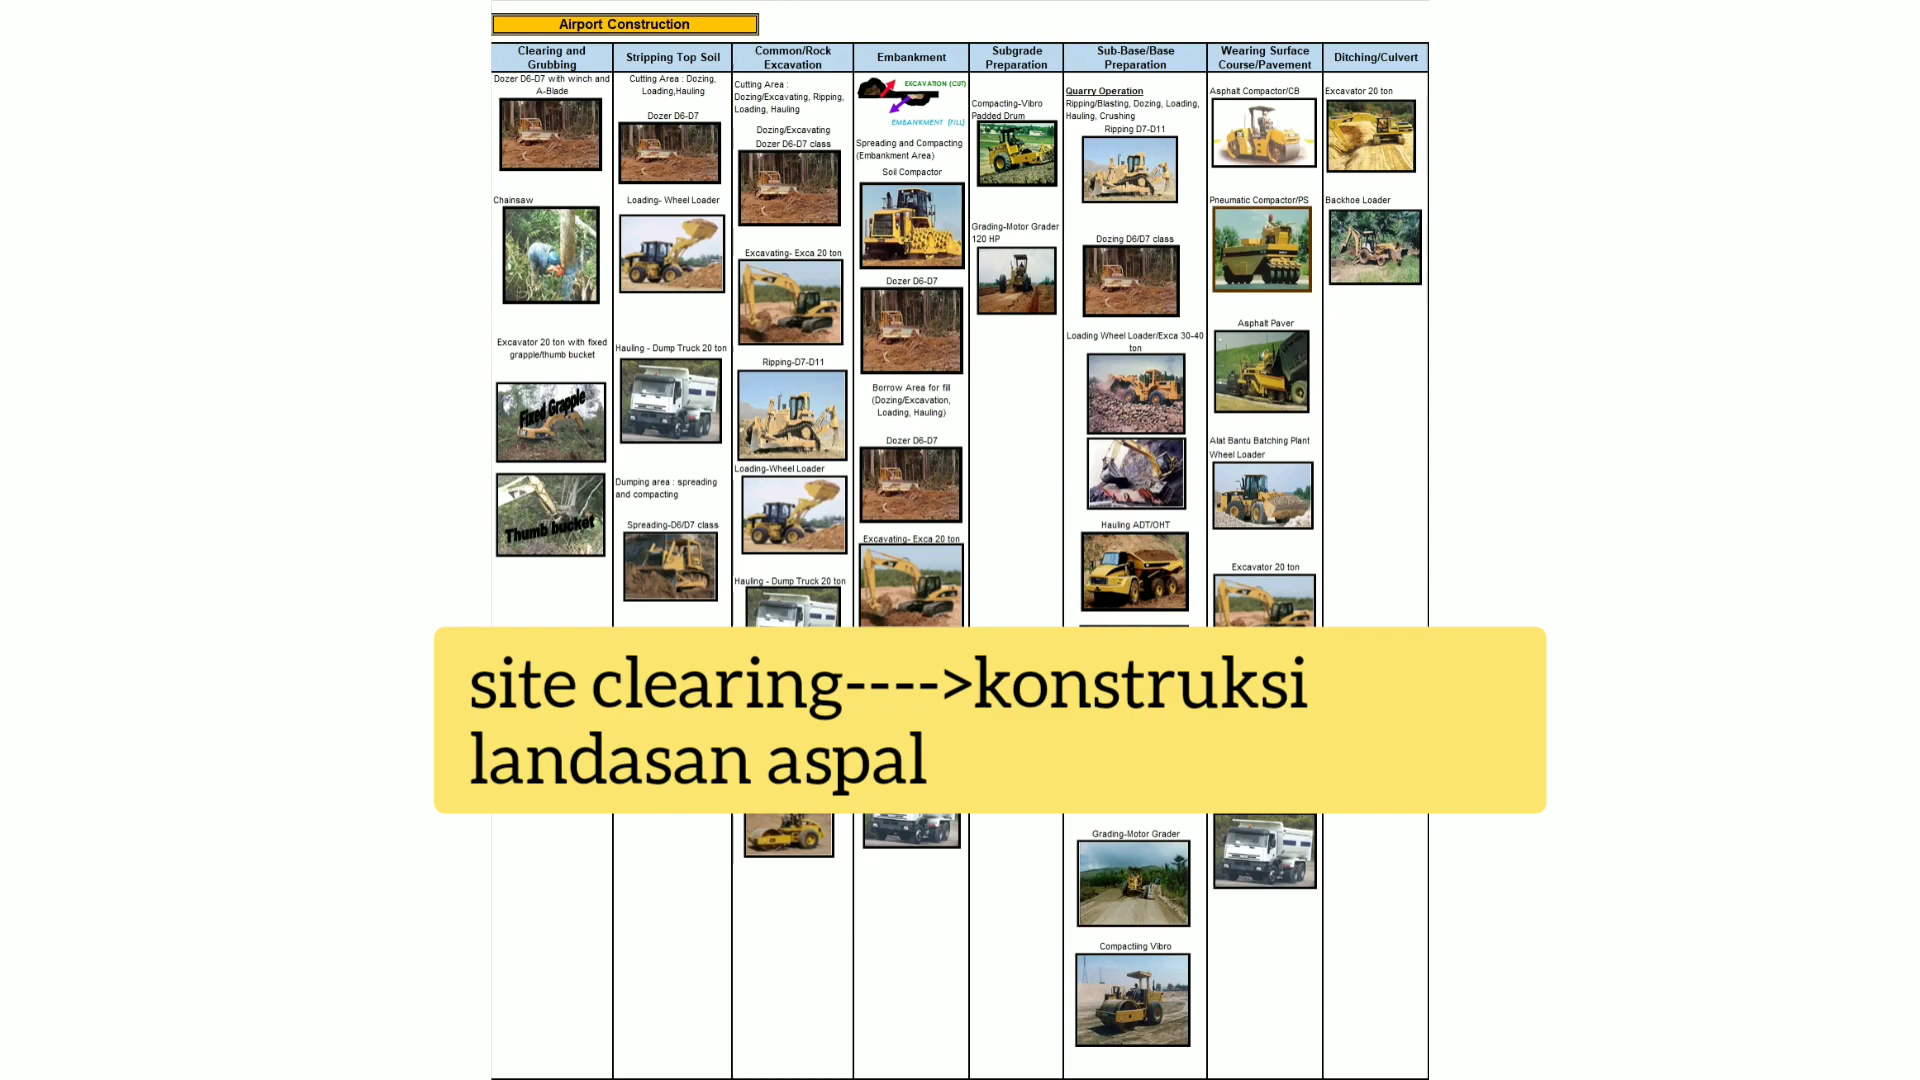 Airport Construction
Clearing and
Grubbing
Dozer D6-D7 with winch and
A-Blade
Chainsaw
Excavator 20 ton with fixed
grapple/thumb bucket
Fixed Grapple
Thumb bucket
Stripping Top Soil
Cutting Area : Dozing,
Loading,Hauling
Dozer D6-D7
Loading- Wheel Loader
Hauling - Dump Truck 20 ton
Dumping area : spreading
and compacting
Spreading-D6/D7 class
Common/Rock
Excavation
Cutting Area :
Dozing/Excavating, Ripping,
Loading, Hauling
Dozing/Excavating
Dozer D6-D7 class
Excavating- Exca 20 ton
Ripping-D7-D11
Loading-Wheel Loader
Hauling - Dump Truck 20 ton
Embankment
EXCAVATION (CUT)
EMBANKMENT (FILL)
Spreading and Compacting
(Embankment Area)
Soil Compactor
Dozer D6-D7
Borrow Area for fill
(Dozing/Excavation,
Loading, Hauling)
Dozer D6-D7
Excavating- Exca 20 ton
Subgrade
Preparation
Compacting-Vibro
Padded Drum
Grading-Motor Grader
120 HP
Sub-Base/Base
Preparation
Quarry Operation
Ripping/Blasting, Dozing, Loading,
Hauling, Crushing
Ripping D7-D11
Dozing D6/D7 class
Loading Wheel Loader/Exca 30-40
ton
Hauling ADT/OHT
Grading-Motor Grader
Compactiing Vibro
Wearing Surface
Course/Pavement
Asphalt Compactor/CB
Pneumatic Compactor/PS
Asphalt Paver
Alat Bantu Batching Plant
Wheel Loader
Excavator 20 ton
Ditching/Culvert
Excavator 20 ton
Backhoe Loader
site clearing---->konstruksi
landasan aspal